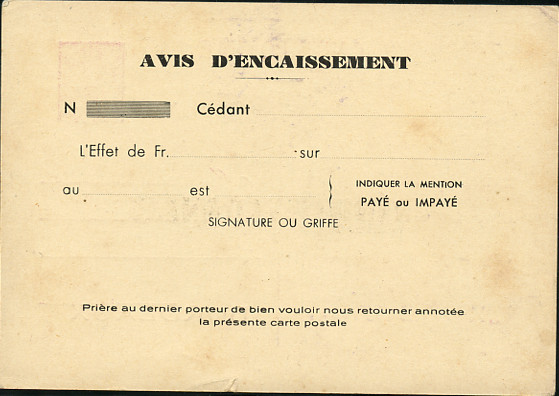 AVIS D'ENCAISSEMENT
N Cédant
L'Effet de Fr. sur
au est INDIQUER LA MENTION
PAYÉ ou IMPAYÉ
SIGNATURE OU GRIFFE
Prière au dernier porteur de bien vouloir nous retourner annotée
la présente carte postale